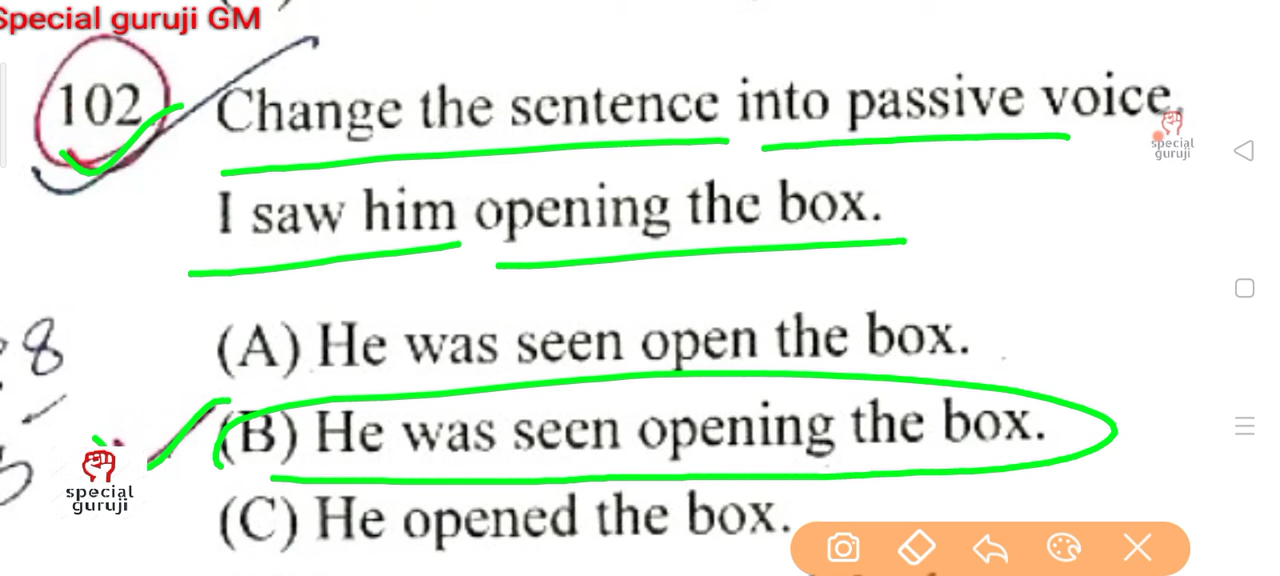 Special guruji GM
102 Change the sentence into passive voice.
special
guruji
I saw him opening the box.
8
(A) He was seen open the box.
(B) He was seen opening the box.
special
guruji
(C) He opened the box.